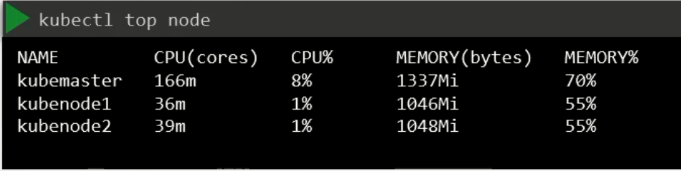 kubectl top node
NAME CPU(cores) CPU% MEMORY(bytes) MEMORY%
kubemaster 166m 8% 1337Mi 70%
kubenode1 36m 1% 1046Mi 55%
kubenode2 39m 1% 1048Mi 55%